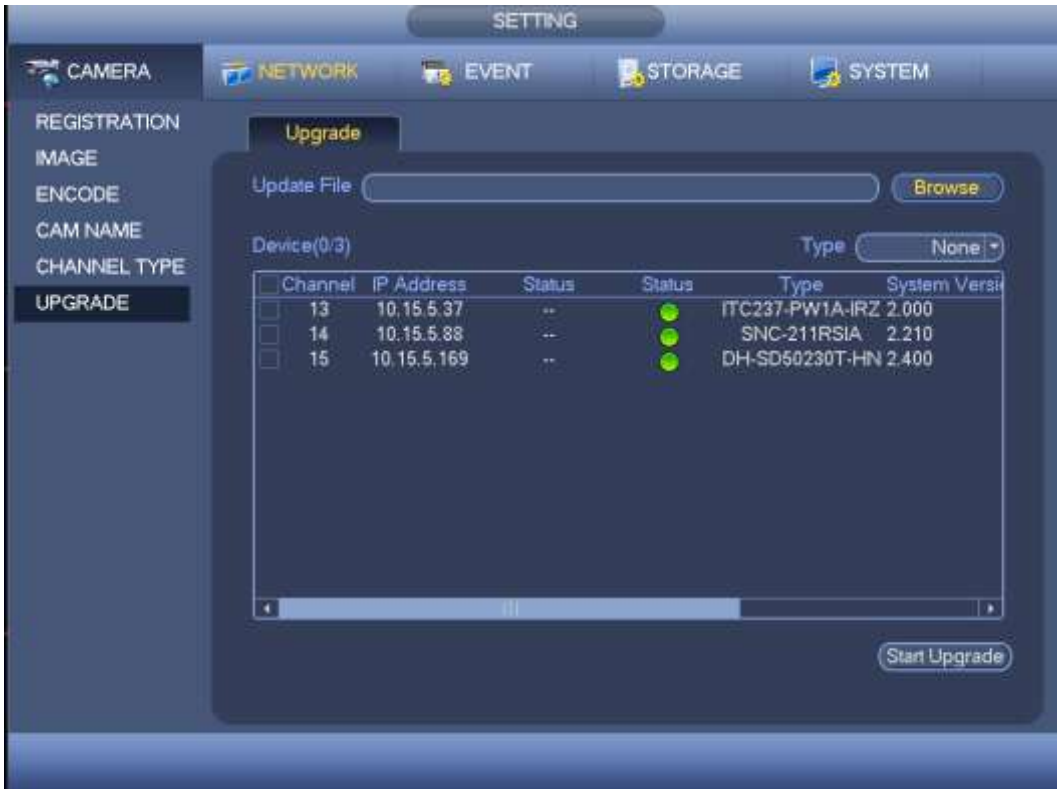 SETTING
CAMERA NETWORK EVENT STORAGE SYSTEM
REGISTRATION
IMAGE
ENCODE
CAM NAME
CHANNEL TYPE
UPGRADE
Upgrade
Update File Browse
Device(0/3) Type None
Channel IP Address Status Status Type System Versi
13 10.15.5.37 -- ITC237-PW1A-IRZ 2.000
14 10.15.5.88 -- SNC-211RSIA 2.210
15 10.15.5.169 -- DH-SD50230T-HN 2.400
Start Upgrade